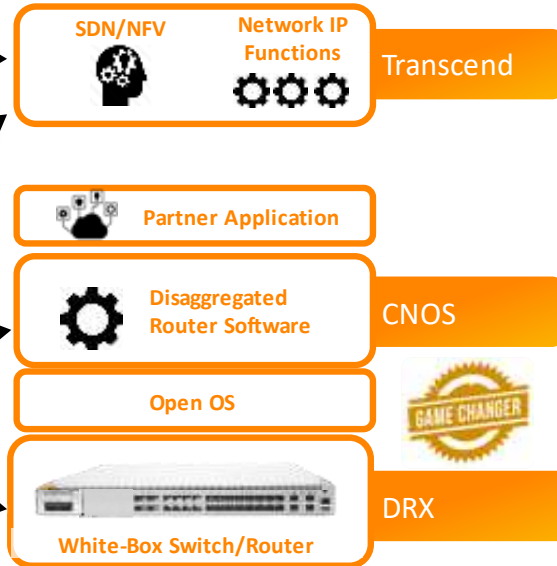 SDN/NFV
Network IP
Functions
Transcend
Partner Application
Disaggregated
Router Software
CNOS
Open OS
GAME CHANGER
White-Box Switch/Router
DRX